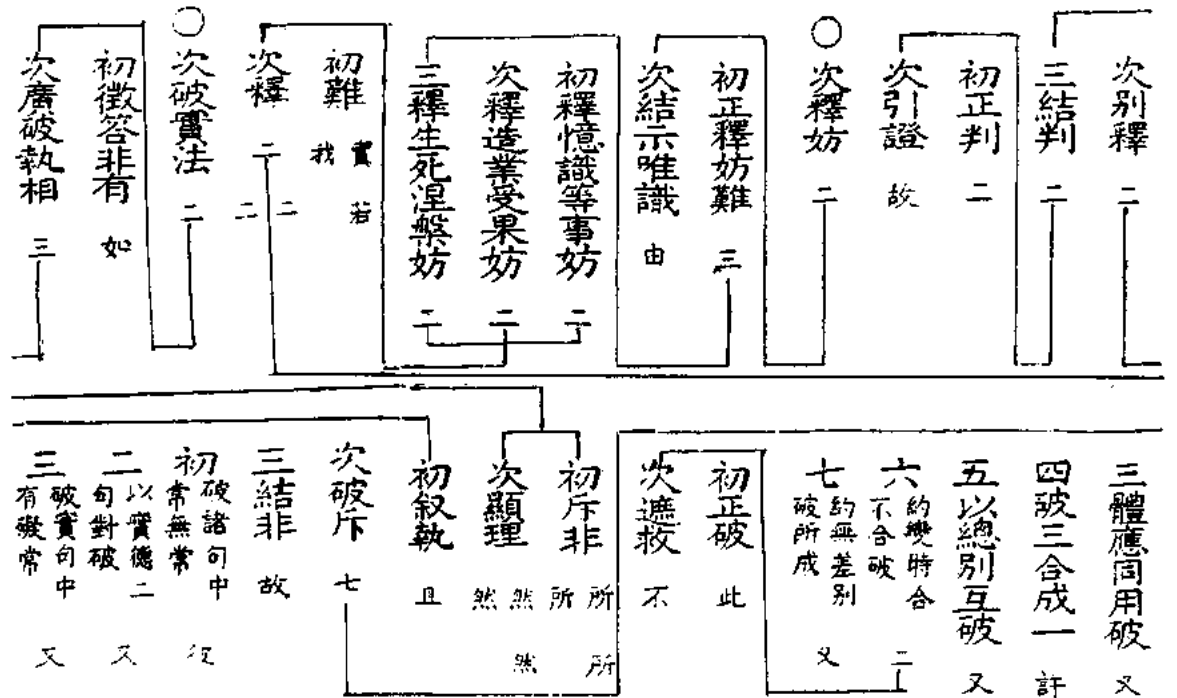 次別釋 二
三結判 二
初正判 二
次引證 故
○次釋妨 二
初正釋妨難 三
次結示唯識 由
初釋憶識等事妨 二
次釋造業受果妨 二
三釋生死涅槃妨 二
初難 實 若 我
次釋 二 二 二
○次破實法 二
初徵答非有 如
次廣破執相 三
三體應同用破 又
四破三合成一 許
五以總別互破 又
六 約變時合不合破 二
七 約無差別破所成 又
初正破 此
次遮救 不
初斥非 所 所 所
次顯理 然 然 然
初叙執 且
次破斥 七
三結非 故
初 破諸句中常無常
二 以實德二句對破 又
三 破實句中有礙常 又